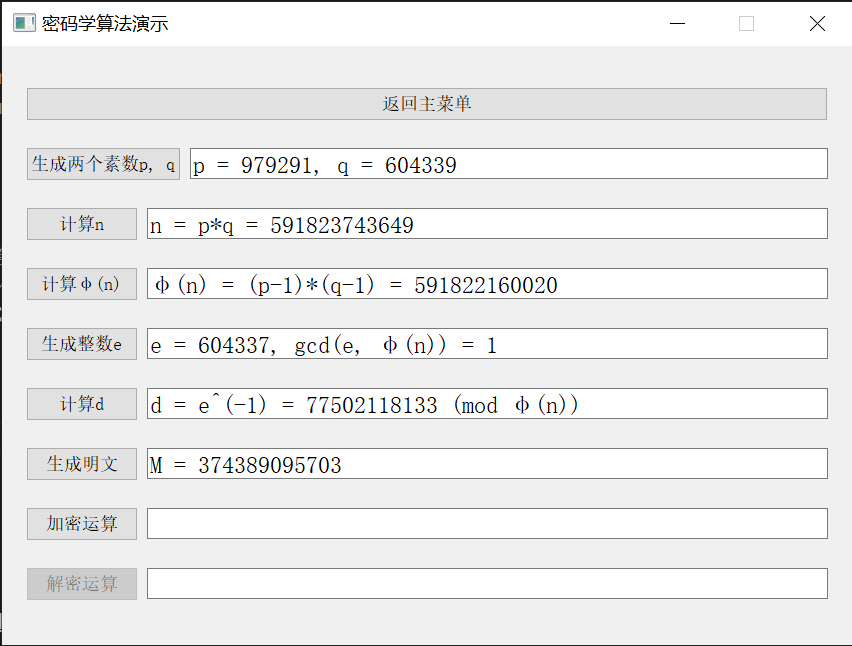 密码学算法演示
返回主菜单
生成两个素数p, q p = 979291, q = 604339
计算n n = p*q = 591823743649
计算φ(n) φ(n) = (p-1)*(q-1) = 591822160020
生成整数e e = 604337, gcd(e, φ(n)) = 1
计算d d = e^(-1) = 77502118133 (mod φ(n))
生成明文 M = 374389095703
加密运算
解密运算